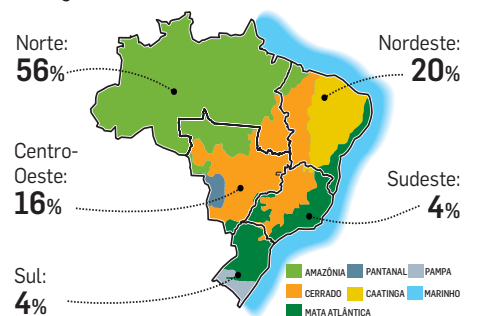 Norte:
56%
Nordeste:
20%
Centro-
Oeste:
16%
Sudeste:
4%
Sul:
4%
AMAZÔNIA
PANTANAL
PAMPA
CERRADO
CAATINGA
MARINHO
MATA ATLÂNTICA